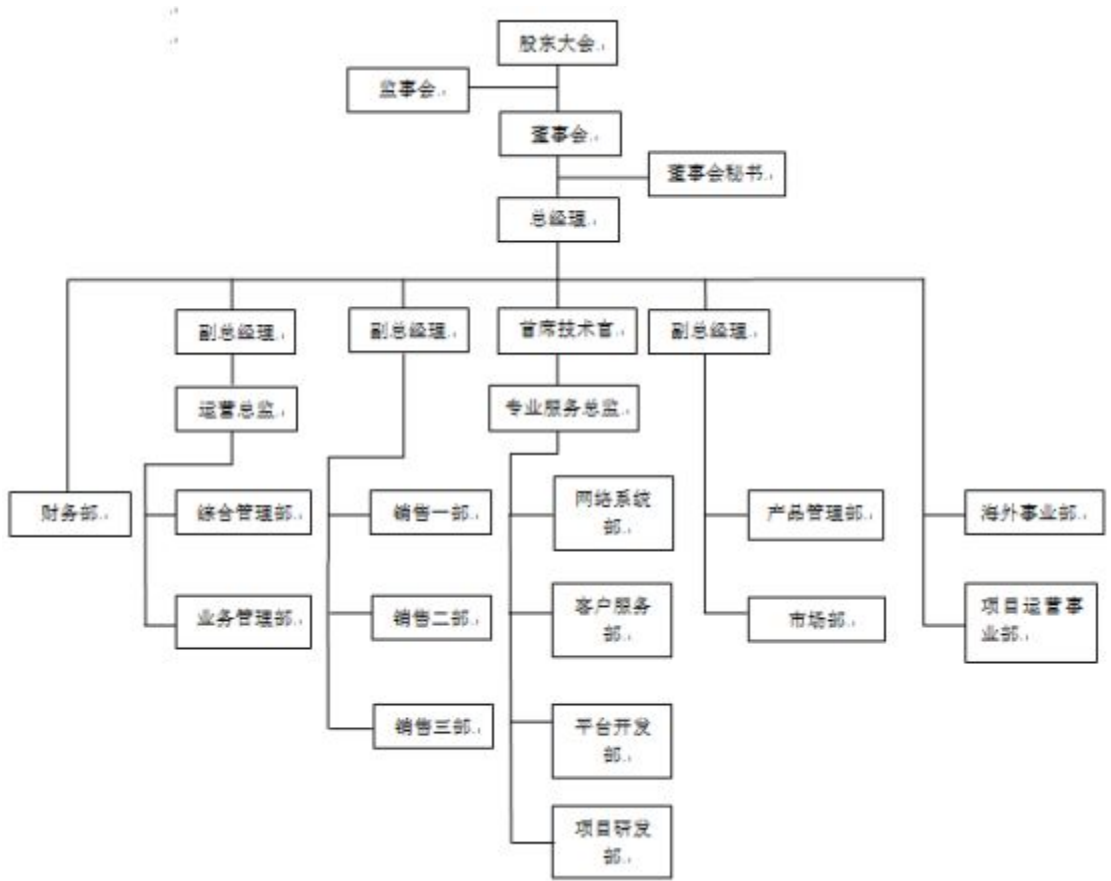 股东大会
监事会
董事会
董事会秘书
总经理
副总经理
副总经理
首席技术官
副总经理
运营总监
专业服务总监
财务部
综合管理部
销售一部
网络系统
部
产品管理部
海外事业部
业务管理部
销售二部
客户服务
部
市场部
项目运营事
业部
销售三部
平台开发
部
项目研发
部